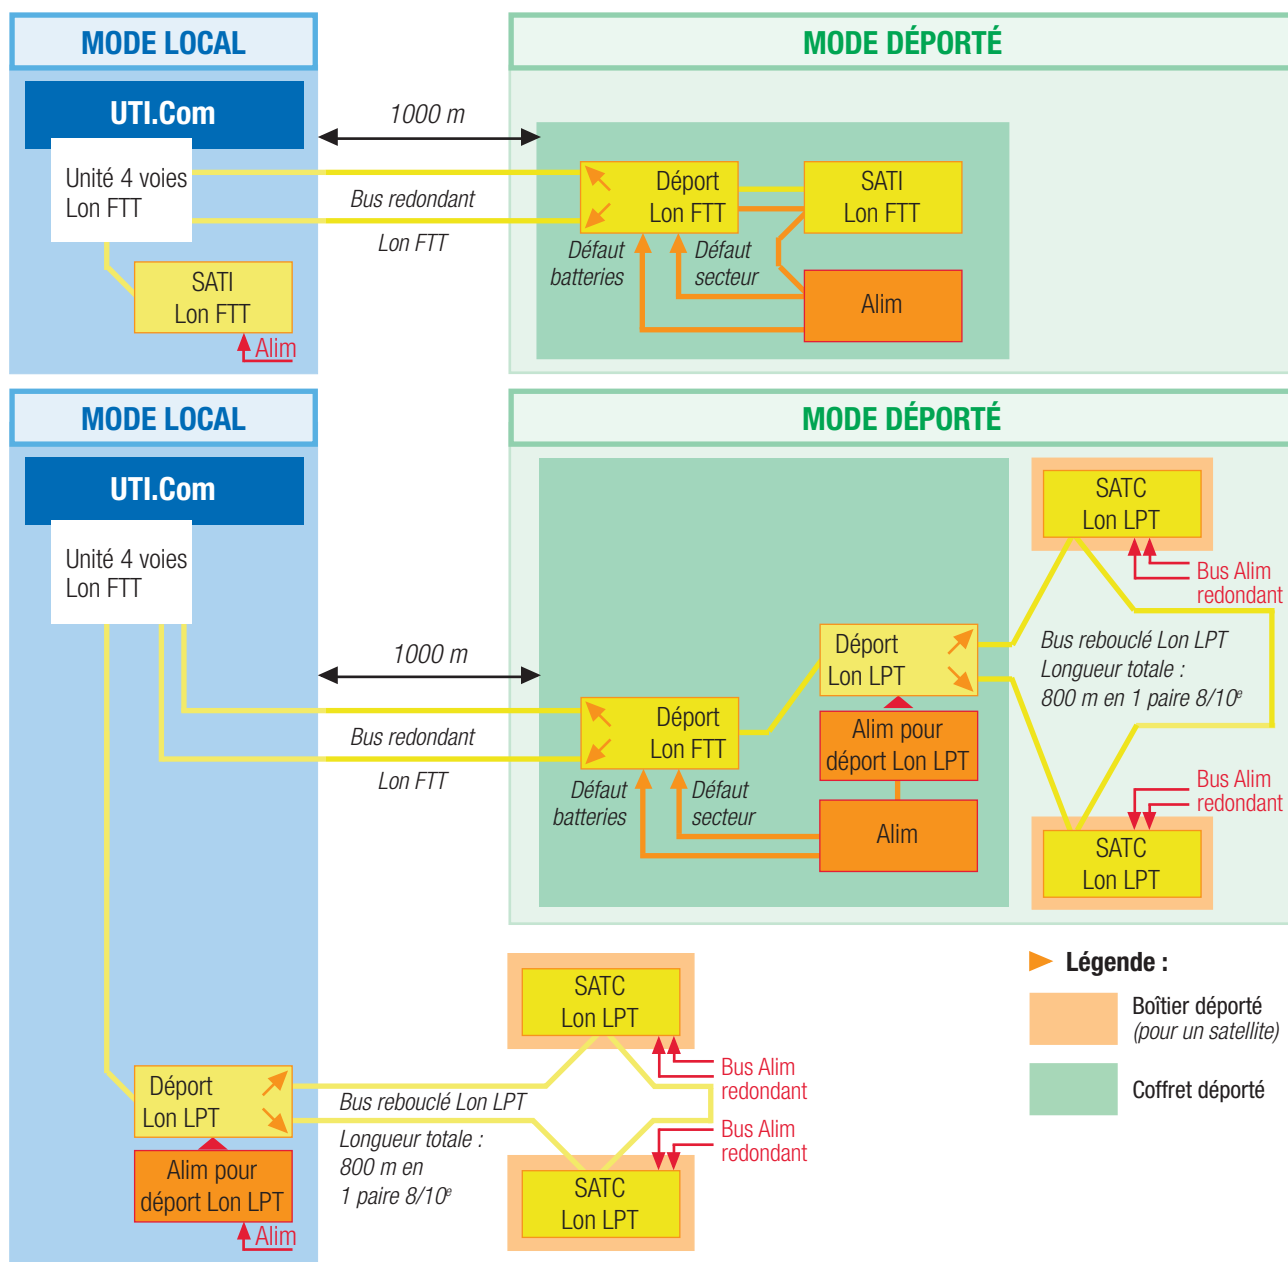 MODE LOCAL
MODE DÉPORTÉ
UTI.Com
1000 m
Unité 4 voies
Lon FTT
Bus redondant
Lon FTT
Déport
Lon FTT
SATI
Lon FTT
Défaut
batteries
Défaut
secteur
Alim
SATI
Lon FTT
Alim
MODE LOCAL
MODE DÉPORTÉ
UTI.Com
Unité 4 voies
Lon FTT
SATC
Lon LPT
Bus Alim
redondant
1000 m
Déport
Lon LPT
Bus rebouclé Lon LPT
Longueur totale :
800 m en 1 paire 8/10e
Bus redondant
Lon FTT
Déport
Lon FTT
Alim pour
déport Lon LPT
Défaut
batteries
Défaut
secteur
Alim
Bus Alim
redondant
SATC
Lon LPT
Légende :
Boîtier déporté
(pour un satellite)
Coffret déporté
SATC
Lon LPT
Bus Alim
redondant
Déport
Lon LPT
Bus rebouclé Lon LPT
Longueur totale :
800 m en
1 paire 8/10e
Bus Alim
redondant
Alim pour
déport Lon LPT
SATC
Lon LPT
Alim